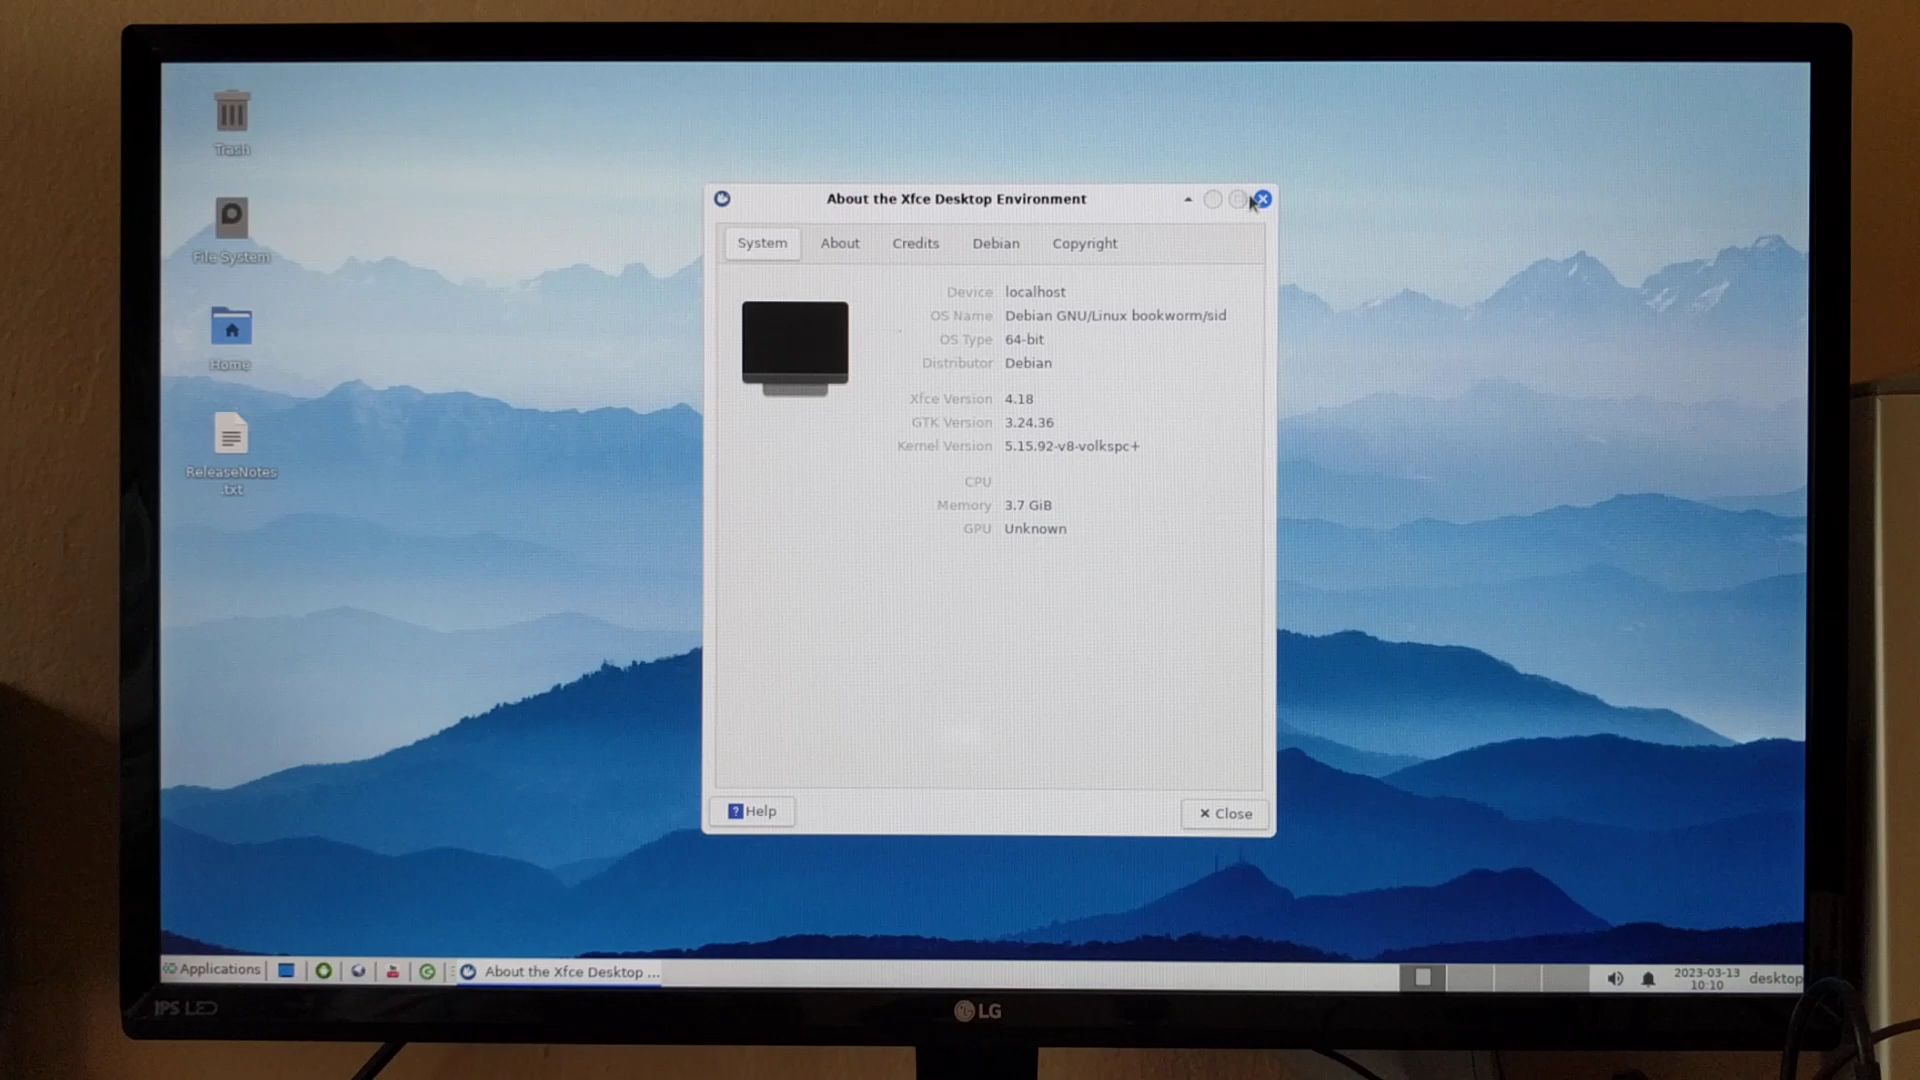 Trash
File System
Home
ReleaseNotes
.txt
About the Xfce Desktop Environment
System About Credits Debian Copyright
Device localhost
OS Name Debian GNU/Linux bookworm/sid
OS Type 64-bit
Distributor Debian
Xfce Version 4.18
GTK Version 3.24.36
Kernel Version 5.15.92-v8-volkspc+
CPU
Memory 3.7 GiB
GPU Unknown
? Help
× Close
Applications
About the Xfce Desktop ...
2023-03-13
10:10
desktop
IPS LED
LG